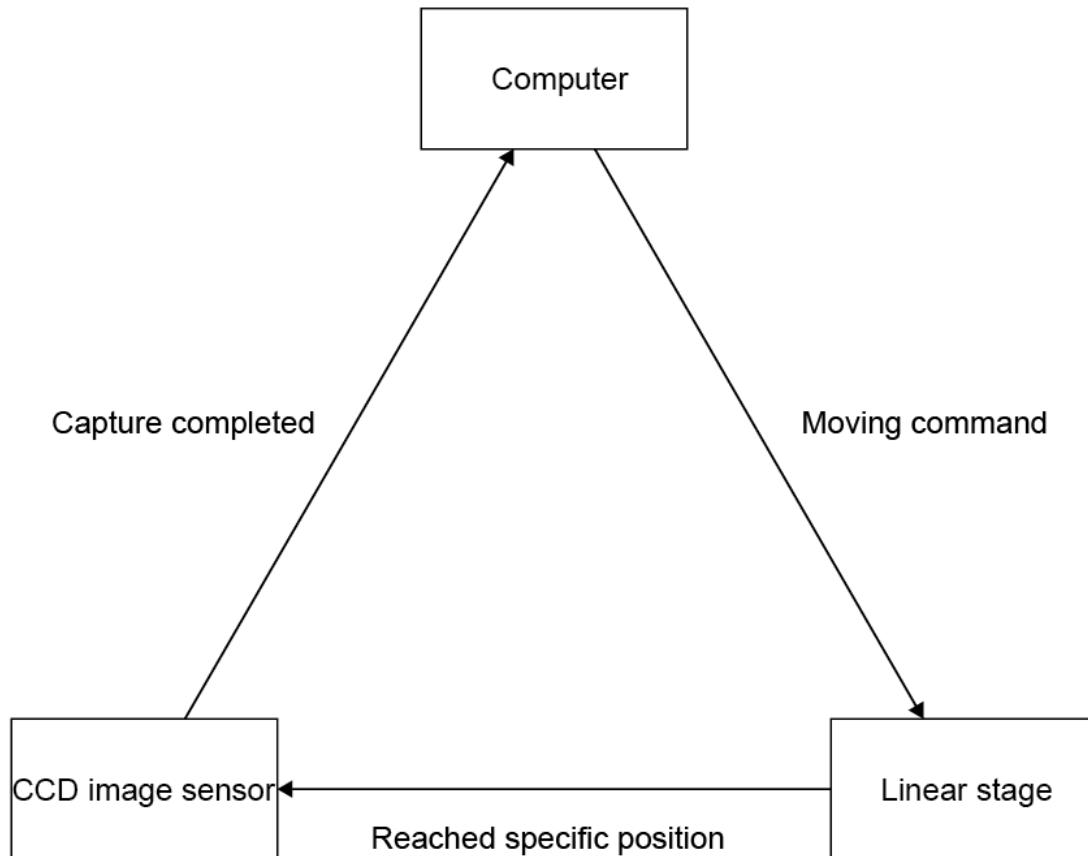 Computer
Capture completed
Moving command
CCD image sensor
Linear stage
Reached specific position